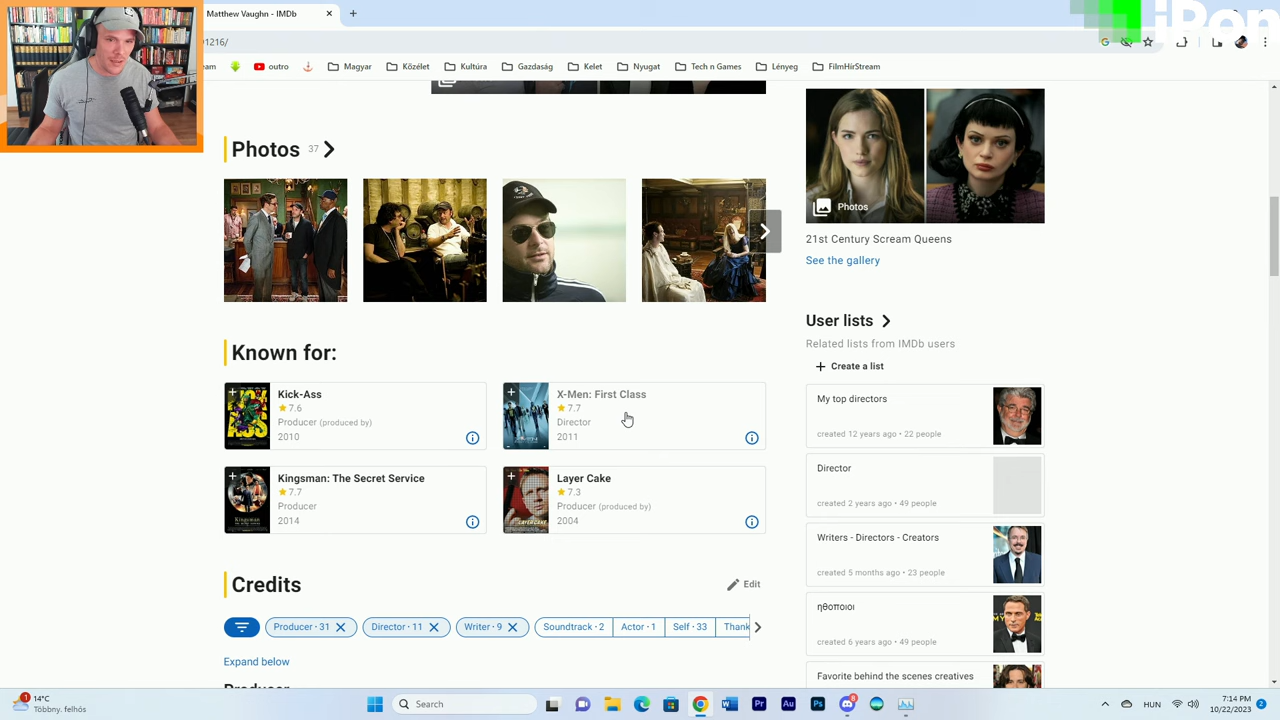 Matthew Vaughn - IMDb
1216/
eam
outro
Magyar
Közélet
Kultúra
Gazdaság
Kelet
Nyugat
Tech n Games
Lényeg
FilmHírStream
Photos 37
Photos
21st Century Scream Queens
See the gallery
Known for:
Kick-Ass
7.6
Producer (produced by)
2010
X-Men: First Class
7.7
Director
2011
Kingsman: The Secret Service
7.7
Producer
2014
Layer Cake
7.3
Producer (produced by)
2004
User lists
Related lists from IMDb users
Create a list
My top directors
created 12 years ago • 22 people
Director
created 2 years ago • 49 people
Writers - Directors - Creators
created 5 months ago • 23 people
ηθοποιοι
created 6 years ago • 49 people
Favorite behind the scenes creatives
Credits
Edit
Producer · 31
Director · 11
Writer · 9
Soundtrack · 2
Actor · 1
Self · 33
Thank
Expand below
Producer
1
14°C
Többny. felhős
Search
8
HUN
7:14 PM
10/22/2023
2